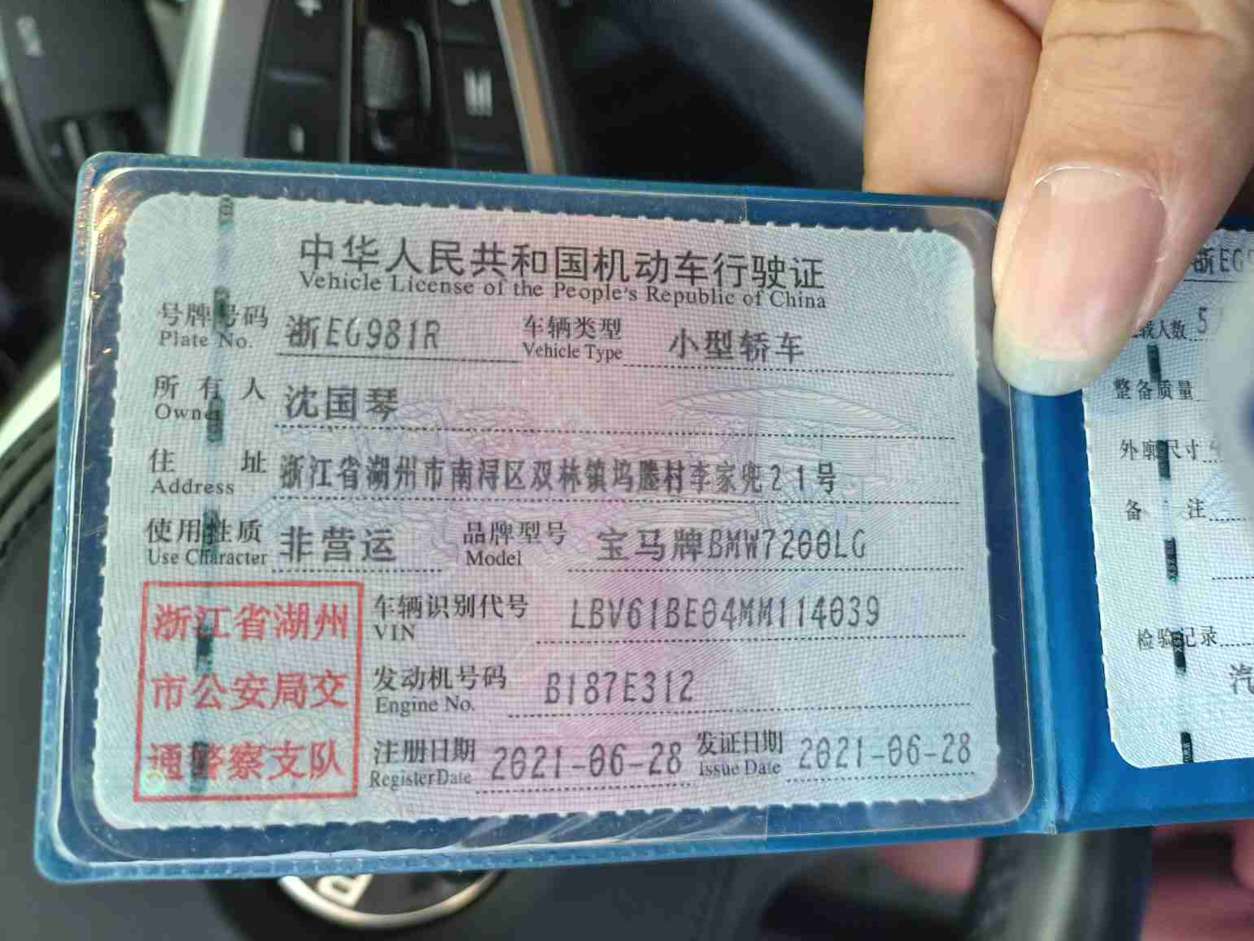 中华人民共和国机动车行驶证
Vehicle License of the People's Republic of China
号牌号码 浙EG981R 车辆类型 小型轿车
Plate No. Vehicle Type
所有人 沈国琴
Owner
住址 浙江省湖州市南浔区双林镇坞塍村李家兜21号
Address
使用性质 非营运 品牌型号 宝马牌BMW7200LG
Use Character Model
浙江省湖州
市公安局交
通警察支队
车辆识别代号 LBV61BE04MM114039
VIN
发动机号码 B187E312
Engine No.
注册日期 2021-06-28 发证日期 2021-06-28
Register Date Issue Date
浙EG9
载人数 5
整备质量
外廓尺寸
备注
检验记录
汽
M